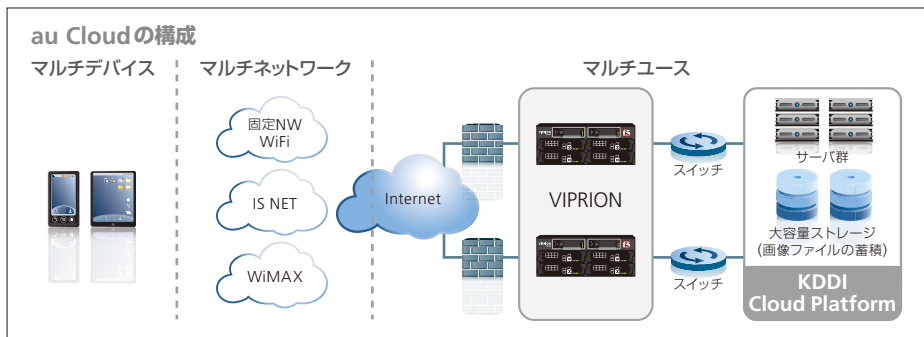 au Cloudの構成
マルチデバイス
マルチネットワーク
マルチユース
固定NW
WiFi
IS NET
WiMAX
Internet
f5
VIPRION
f5
スイッチ
スイッチ
サーバ群
大容量ストレージ
(画像ファイルの蓄積)
KDDI
Cloud Platform